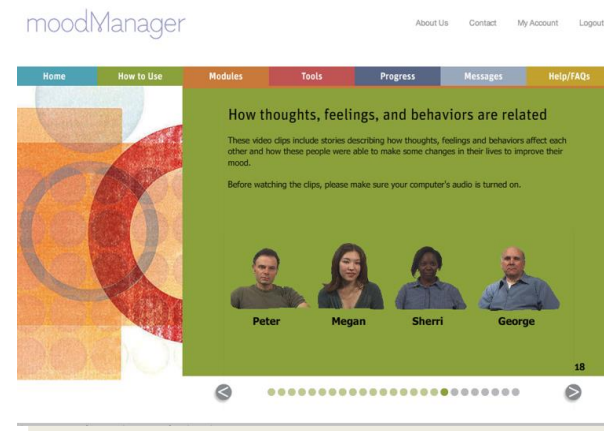 moodManager
About Us Contact My Account Logout
Home How to Use Modules Tools Progress Messages Help/FAQs
How thoughts, feelings, and behaviors are related
These video clips include stories describing how thoughts, feelings and behaviors affect each
other and how these people were able to make some changes in their lives to improve their
mood.
Before watching the clips, please make sure your computer's audio is turned on.
Peter Megan Sherri George
18
< >